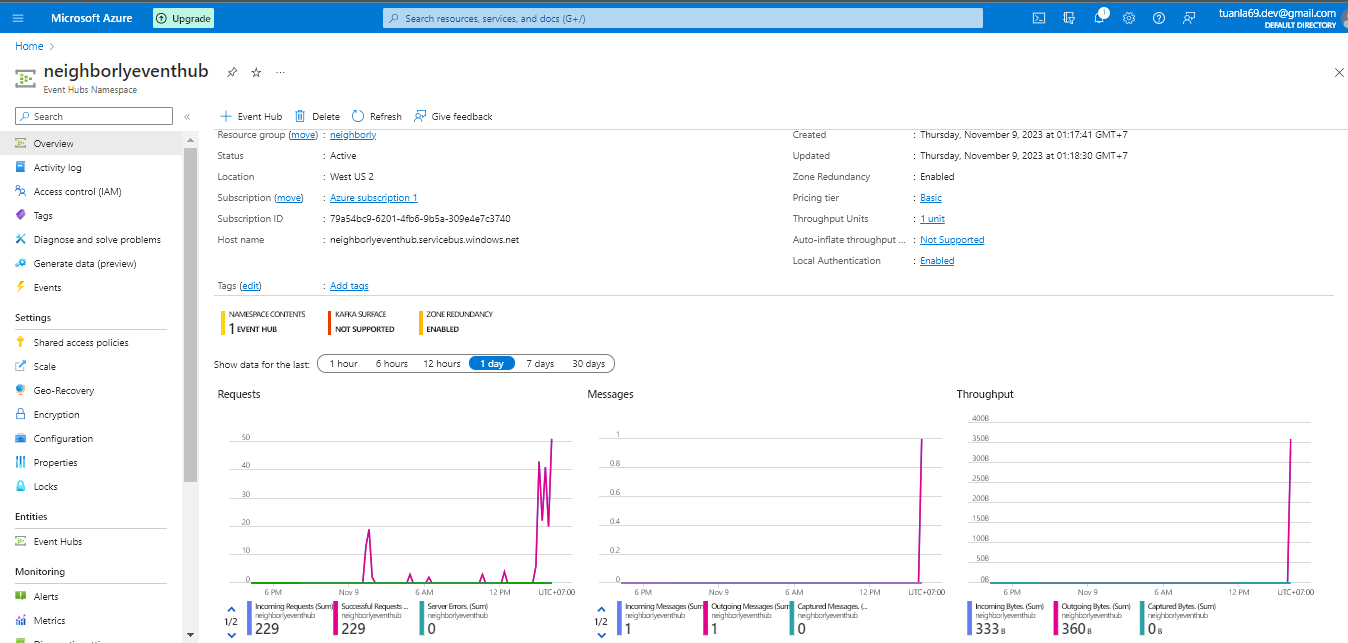 Microsoft Azure
Upgrade
Search resources, services, and docs (G+/)
1
tuanla69.dev@gmail.com
DEFAULT DIRECTORY
Home
neighborlyeventhub
Event Hubs Namespace
Search
Event Hub
Delete
Refresh
Give feedback
Overview
Activity log
Access control (IAM)
Tags
Diagnose and solve problems
Generate data (preview)
Events
Settings
Shared access policies
Scale
Geo-Recovery
Encryption
Configuration
Properties
Locks
Entities
Event Hubs
Monitoring
Alerts
Metrics
Resource group (move) : neighborly
Status : Active
Location : West US 2
Subscription (move) : Azure subscription 1
Subscription ID : 79a54bc9-6201-4fb6-9b5a-309e4e7c3740
Host name : neighborlyeventhub.servicebus.windows.net
Created : Thursday, November 9, 2023 at 01:17:41 GMT+7
Updated : Thursday, November 9, 2023 at 01:18:30 GMT+7
Zone Redundancy : Enabled
Pricing tier : Basic
Throughput Units : 1 unit
Auto-inflate throughput ... : Not Supported
Local Authentication : Enabled
Tags (edit) : Add tags
NAMESPACE CONTENTS
1 EVENT HUB
KAFKA SURFACE
NOT SUPPORTED
ZONE REDUNDANCY
ENABLED
Show data for the last:
1 hour
6 hours
12 hours
1 day
7 days
30 days
Requests
50
40
30
20
10
0
6 PM
Nov 9
6 AM
12 PM
UTC+07:00
1/2
Incoming Requests (Sum)
neighborlyeventhub
229
Successful Requests ...
neighborlyeventhub
229
Server Errors. (Sum)
neighborlyeventhub
0
Messages
1
0.8
0.6
0.4
0.2
0
6 PM
Nov 9
6 AM
12 PM
UTC+07:00
1/2
Incoming Messages (Sum)
neighborlyeventhub
1
Outgoing Messages (Sum)
neighborlyeventhub
1
Captured Messages. (...
neighborlyeventhub
0
Throughput
400B
350B
300B
250B
200B
150B
100B
50B
0B
6 PM
Nov 9
6 AM
12 PM
UTC+07:00
Incoming Bytes. (Sum)
neighborlyeventhub
333 B
Outgoing Bytes. (Sum)
neighborlyeventhub
360 B
Captured Bytes. (Sum)
neighborlyeventhub
0 B